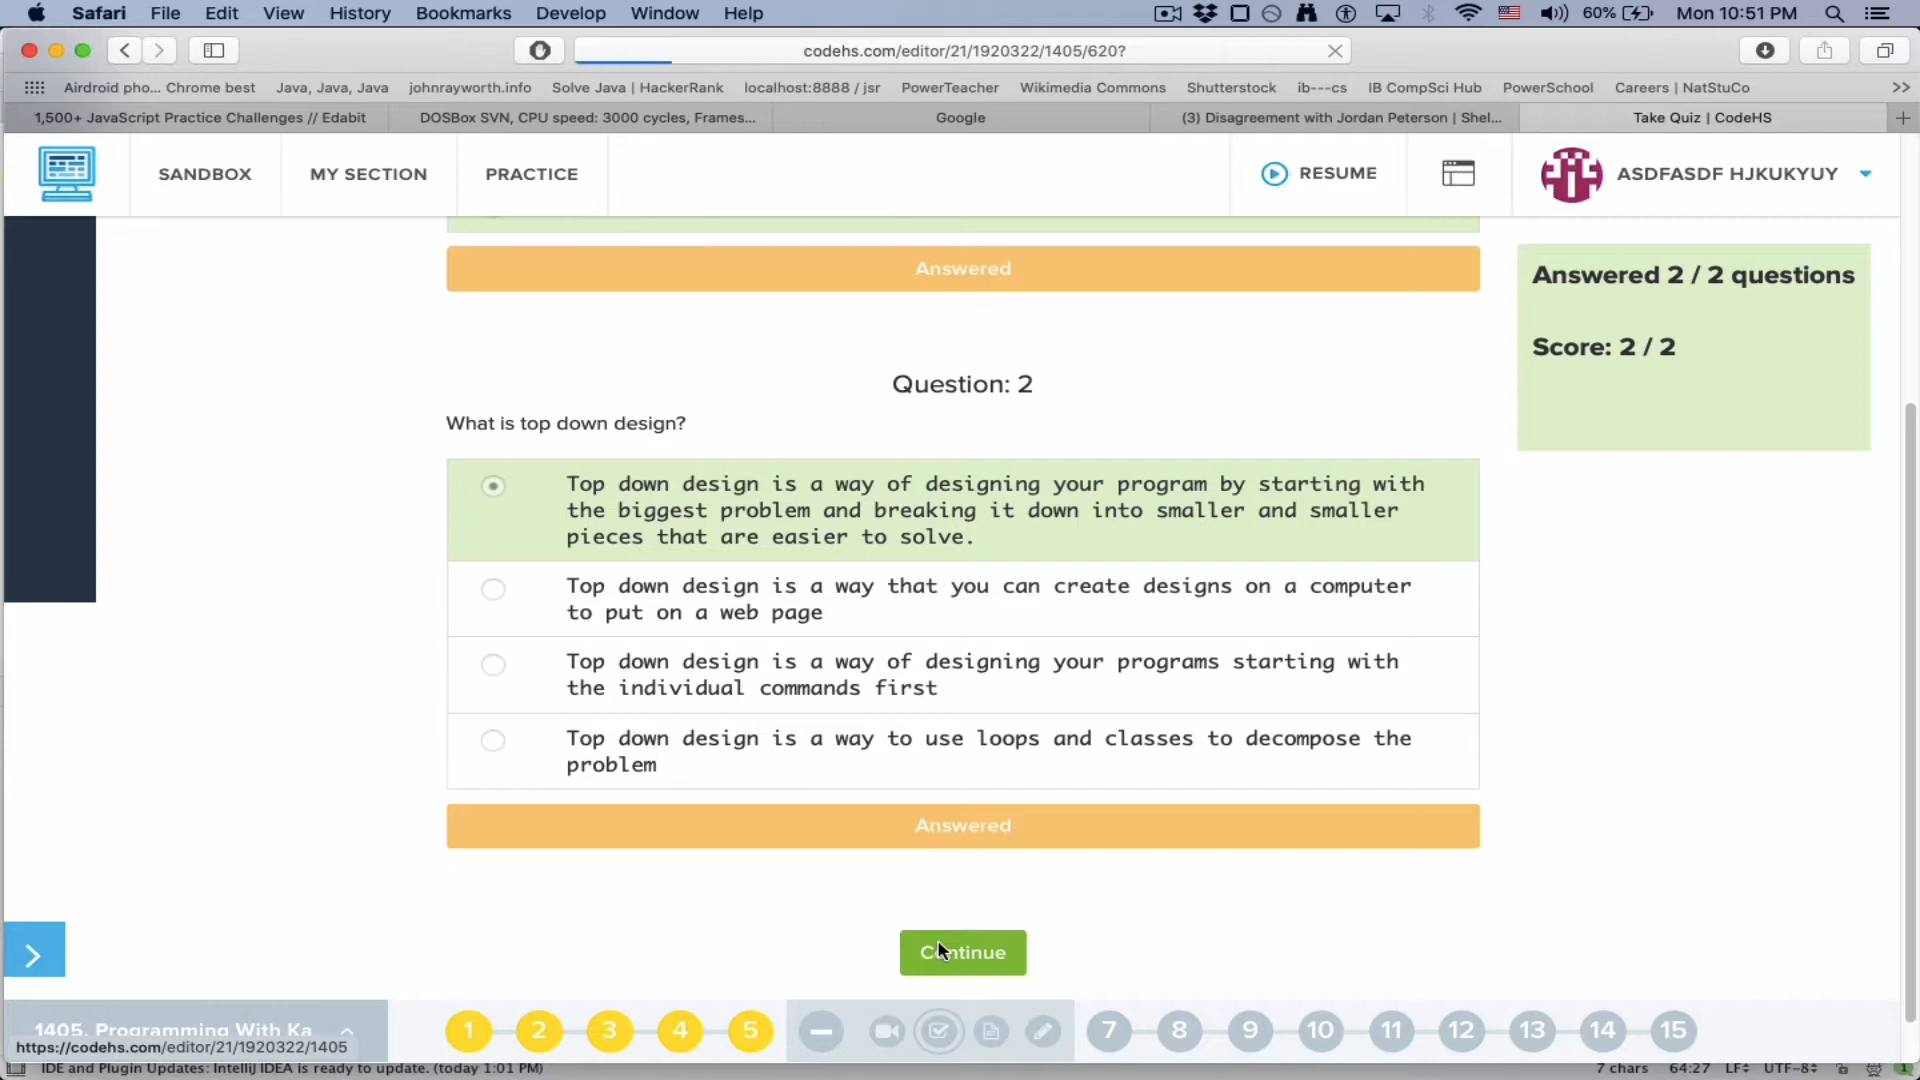 Safari File Edit View History Bookmarks Develop Window Help 60% Mon 10:51 PM
codehs.com/editor/21/1920322/1405/620?
Airdroid pho... Chrome best Java, Java, Java johnrayworth.info Solve Java | HackerRank localhost:8888 / jsr PowerTeacher Wikimedia Commons Shutterstock ib---cs IB CompSci Hub PowerSchool Careers | NatStuCo >>
1,500+ JavaScript Practice Challenges // Edabit DOSBox SVN, CPU speed: 3000 cycles, Frames... Google (3) Disagreement with Jordan Peterson | Shel... Take Quiz | CodeHS
SANDBOX MY SECTION PRACTICE RESUME ASDFASDF HJKUKYUY
Answered
Answered 2 / 2 questions
Score: 2 / 2
Question: 2
What is top down design?
Top down design is a way of designing your program by starting with
the biggest problem and breaking it down into smaller and smaller
pieces that are easier to solve.
Top down design is a way that you can create designs on a computer
to put on a web page
Top down design is a way of designing your programs starting with
the individual commands first
Top down design is a way to use loops and classes to decompose the
problem
Answered
Continue
1405. Programming With Ka
1 2 3 4 5 7 8 9 10 11 12 13 14 15
https://codehs.com/editor/21/1920322/1405
IDE and Plugin Updates: IntelliJ IDEA is ready to update. (today 1:01 PM) 7 chars 64:27 LF UTF-8 1